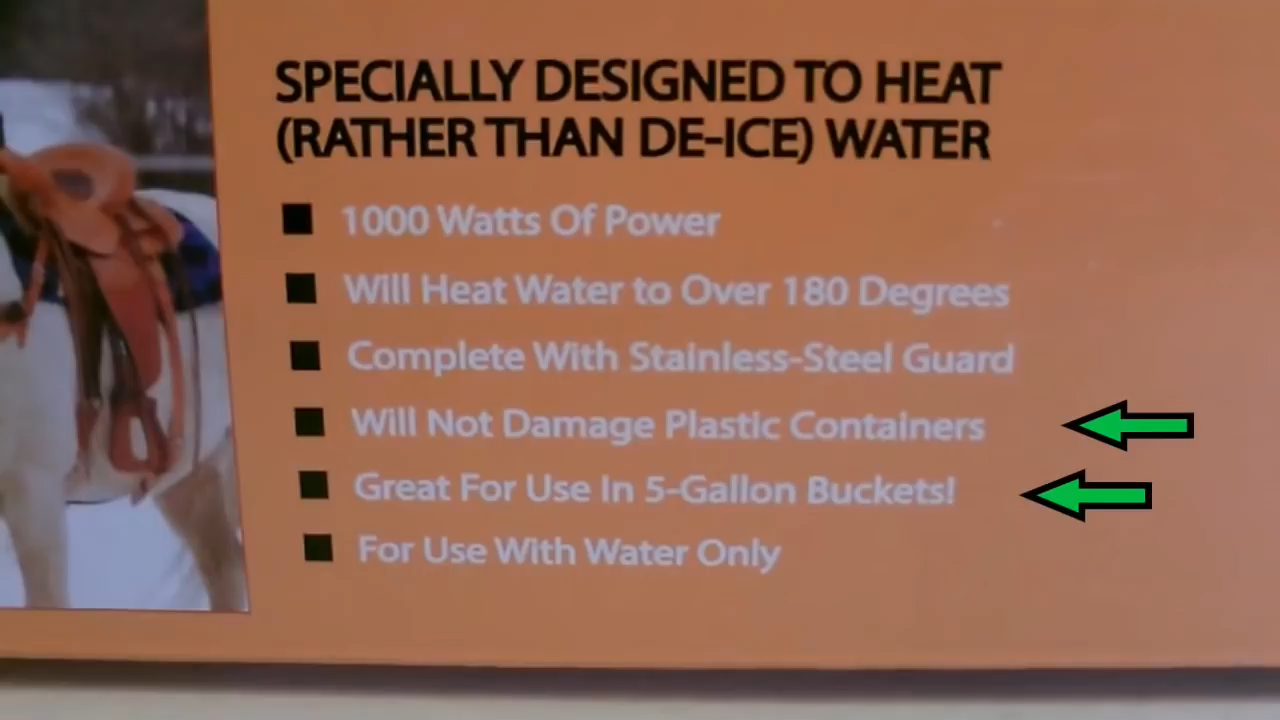 SPECIALLY DESIGNED TO HEAT
(RATHER THAN DE-ICE) WATER
1000 Watts Of Power
Will Heat Water to Over 180 Degrees
Complete With Stainless-Steel Guard
Will Not Damage Plastic Containers
Great For Use In 5-Gallon Buckets!
For Use With Water Only